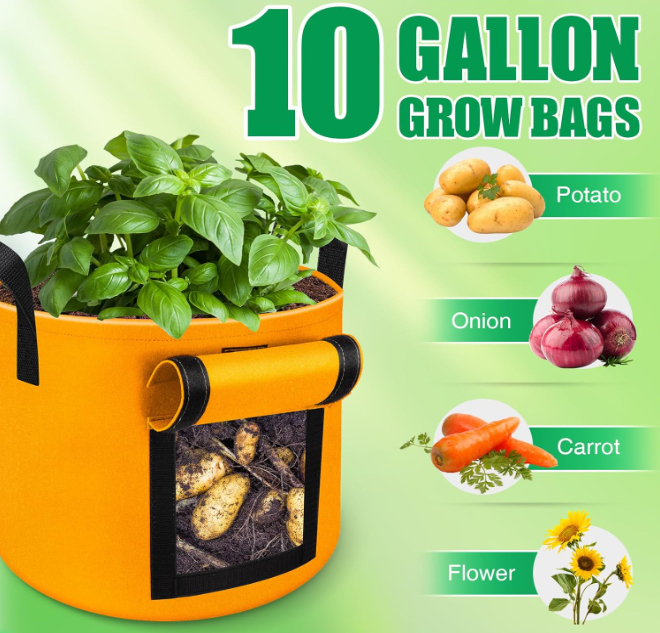 10 GALLON
GROW BAGS
Potato
Onion
Carrot
Flower